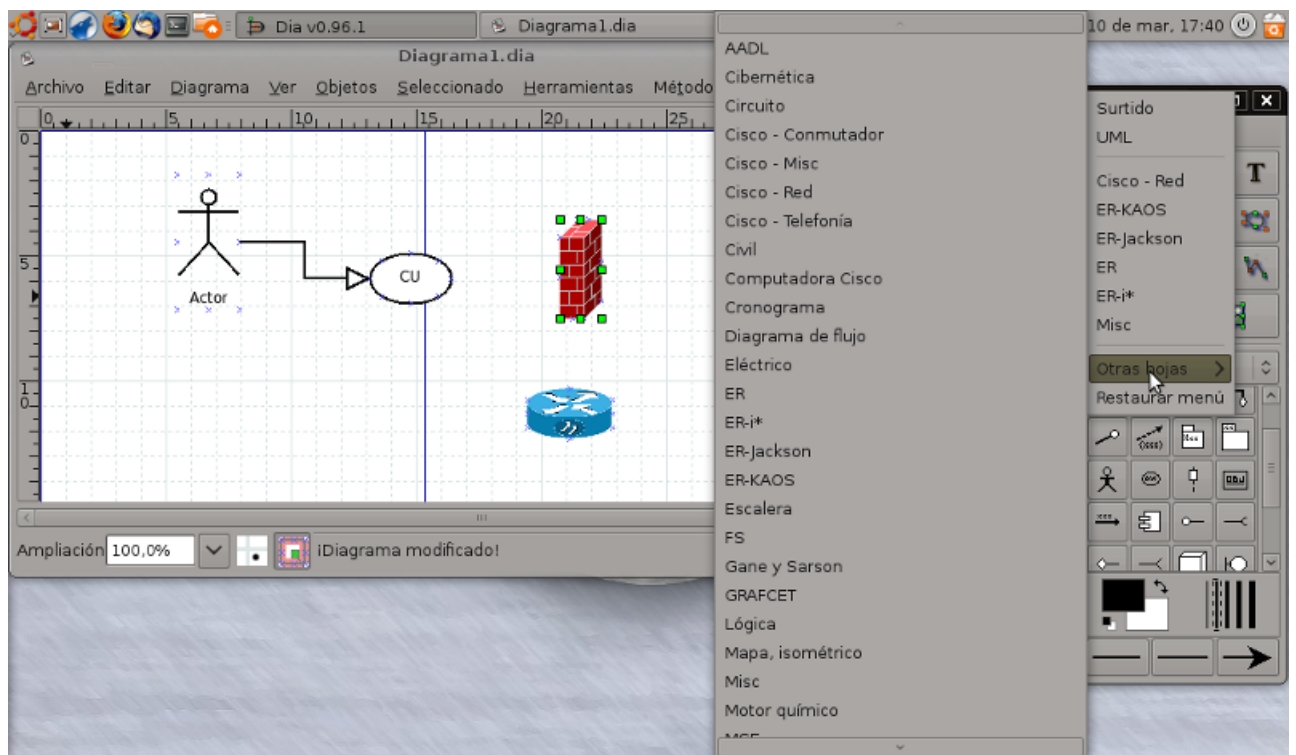 Dia v0.96.1
Diagrama1.dia
10 de mar, 17:40
Diagrama1.dia
Archivo Editar Diagrama Ver Objetos Seleccionado Herramientas Método
0 5 10 15 20 25
0
5
10
Actor
CU
Ampliación 100,0% ¡Diagrama modificado!
AADL
Cibernética
Circuito
Cisco - Conmutador
Cisco - Misc
Cisco - Red
Cisco - Telefonía
Civil
Computadora Cisco
Cronograma
Diagrama de flujo
Eléctrico
ER
ER-i*
ER-Jackson
ER-KAOS
Escalera
FS
Gane y Sarson
GRAFCET
Lógica
Mapa, isométrico
Misc
Motor químico
Surtido
UML
Cisco - Red
ER-KAOS
ER-Jackson
ER
ER-i*
Misc
Otras hojas
Restaurar menú
T